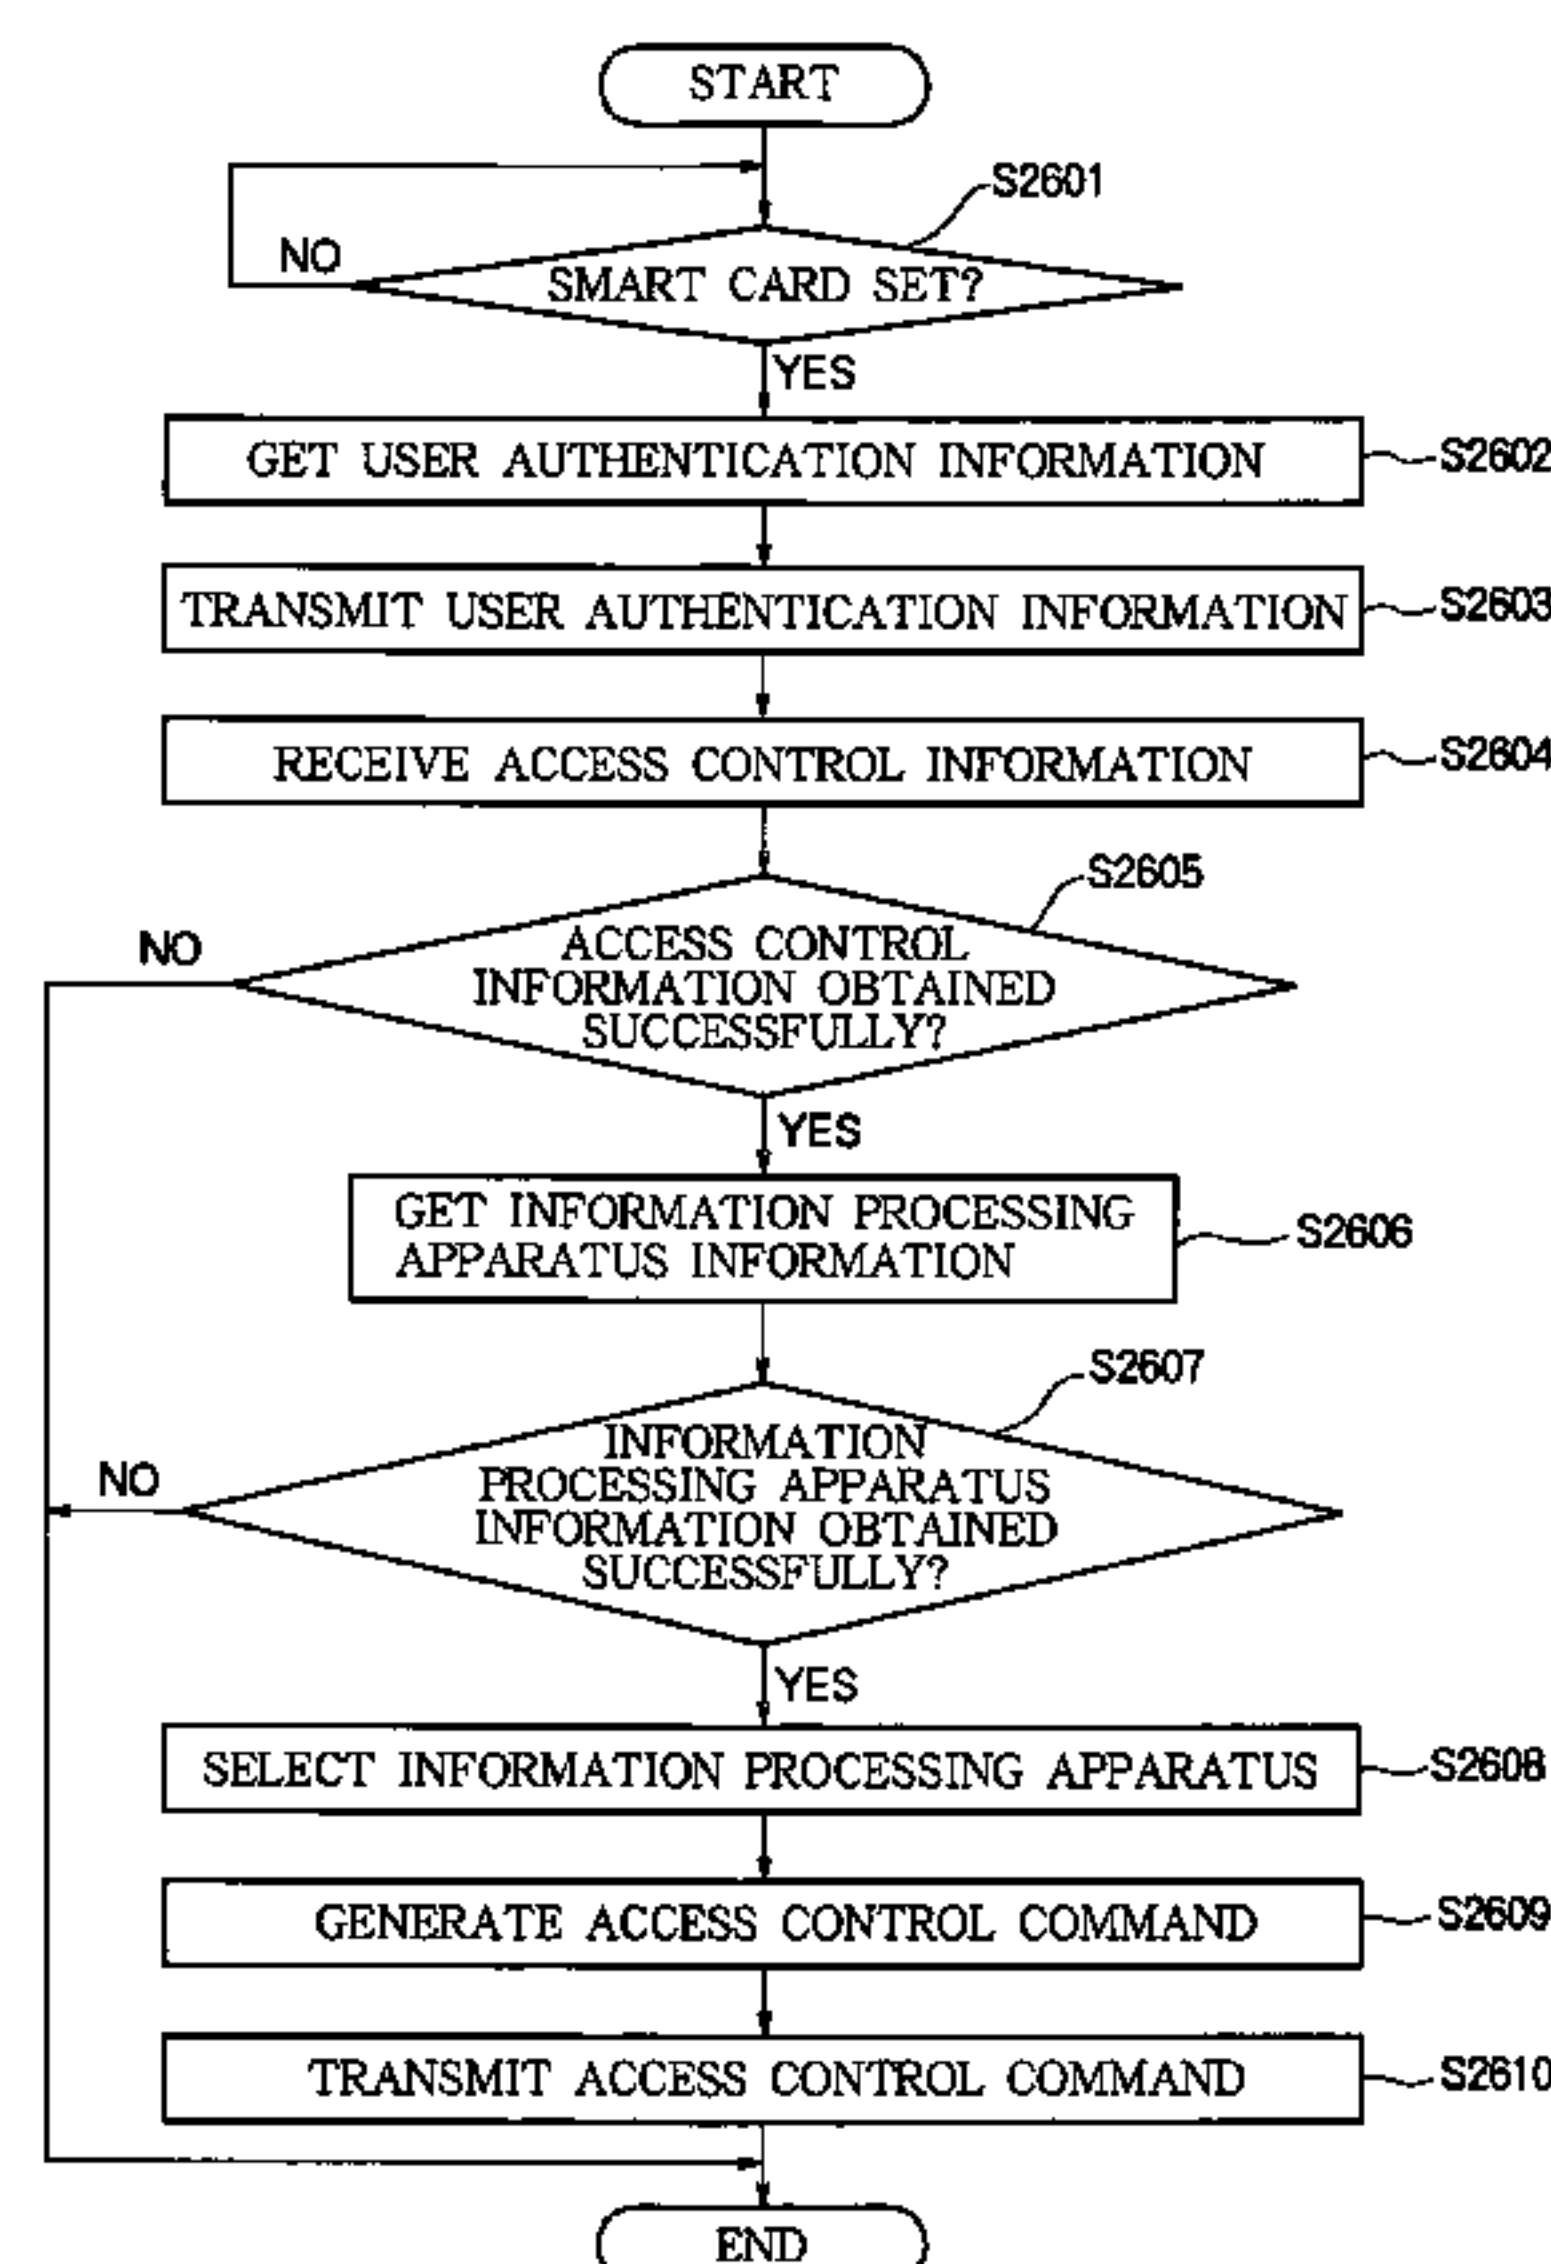 START
S2601
NO
SMART CARD SET?
YES
GET USER AUTHENTICATION INFORMATION
S2602
TRANSMIT USER AUTHENTICATION INFORMATION
S2603
RECEIVE ACCESS CONTROL INFORMATION
S2604
S2605
NO
ACCESS CONTROL
INFORMATION OBTAINED
SUCCESSFULLY?
YES
GET INFORMATION PROCESSING
APPARATUS INFORMATION
S2606
S2607
NO
INFORMATION
PROCESSING APPARATUS
INFORMATION OBTAINED
SUCCESSFULLY?
YES
SELECT INFORMATION PROCESSING APPARATUS
S2608
GENERATE ACCESS CONTROL COMMAND
S2609
TRANSMIT ACCESS CONTROL COMMAND
S2610
END